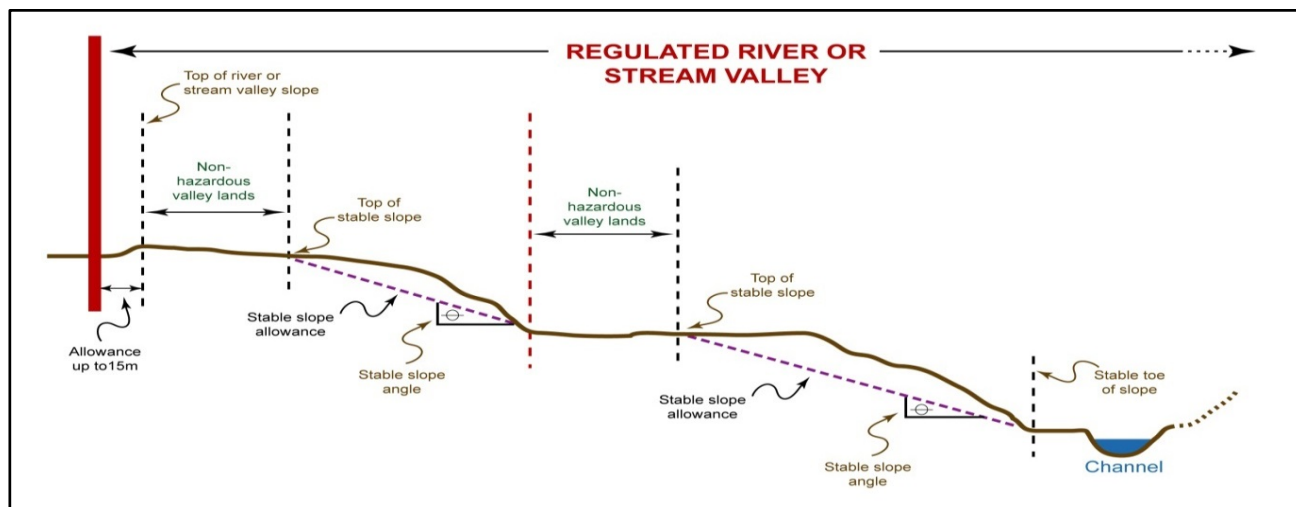 REGULATED RIVER OR
STREAM VALLEY
Top of river or
stream valley slope
Non-
hazardous
valley lands
Top of
stable slope
Non-
hazardous
valley lands
Top of
stable slope
Stable slope
allowance
Allowance
up to15m
Stable slope
angle
Stable slope
allowance
Stable toe
of slope
Stable slope
angle
Channel